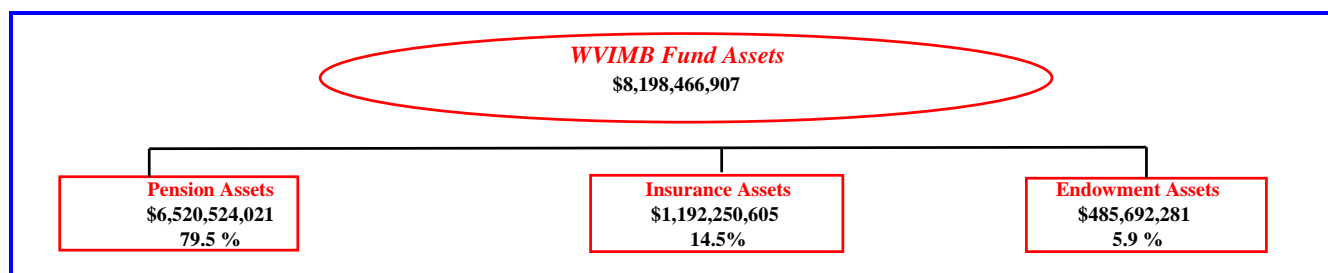 WVIMB Fund Assets
$8,198,466,907
Pension Assets
$6,520,524,021
79.5 %
Insurance Assets
$1,192,250,605
14.5%
Endowment Assets
$485,692,281
5.9 %